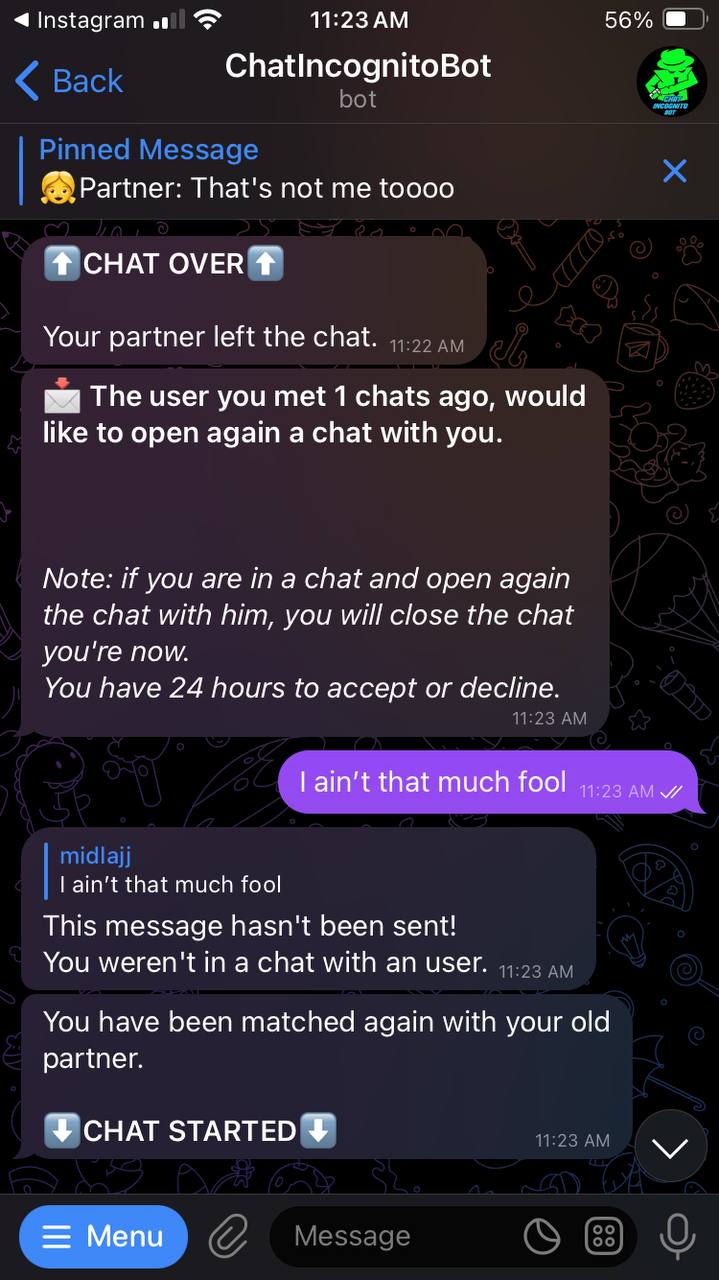 Instagram
11:23 AM
56%
Back
ChatIncognitoBot
bot
CHAT
INCOGNITO
BOT
Pinned Message
👧Partner: That's not me toooo
⬆️CHAT OVER⬆️
Your partner left the chat. 11:22 AM
📩 The user you met 1 chats ago, would
like to open again a chat with you.
Note: if you are in a chat and open again
the chat with him, you will close the chat
you're now.
You have 24 hours to accept or decline.
11:23 AM
I ain’t that much fool 11:23 AM
midlajj
I ain’t that much fool
This message hasn't been sent!
You weren't in a chat with an user. 11:23 AM
You have been matched again with your old
partner.
⬇️CHAT STARTED⬇️ 11:23 AM
Menu
Message